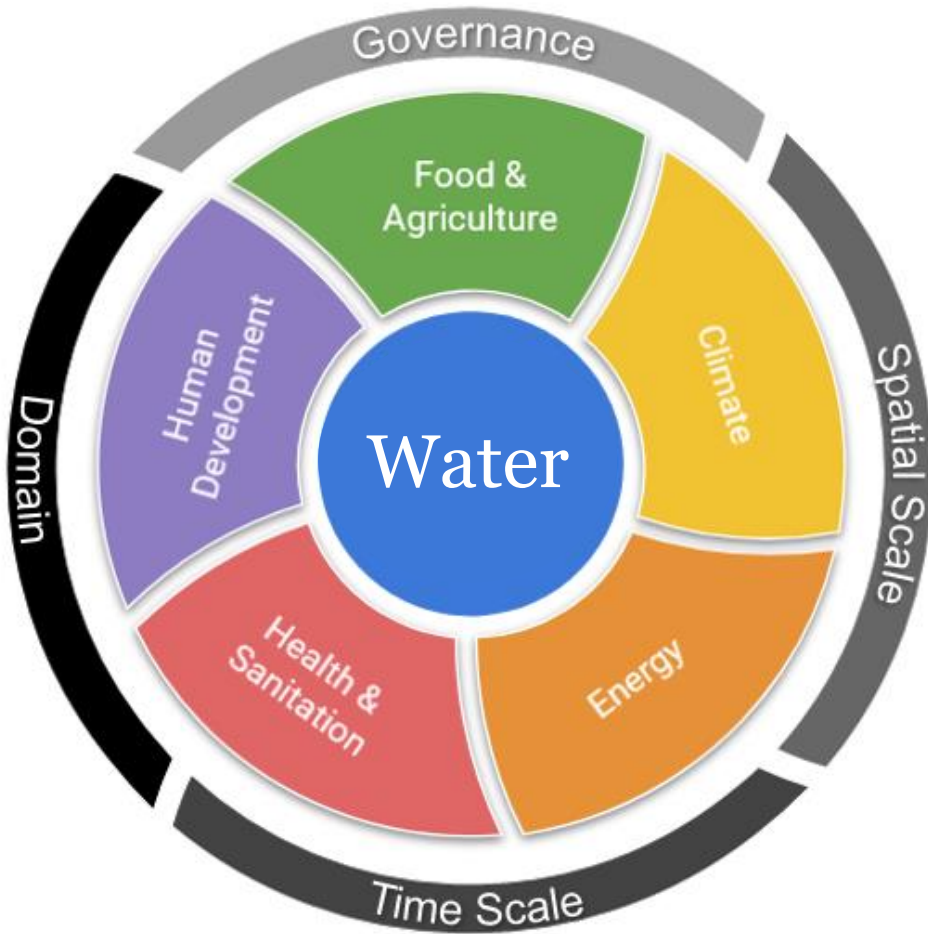 Governance
Food &
Agriculture
Climate
Spatial Scale
Human
Development
Water
Domain
Health &
Sanitation
Energy
Time Scale